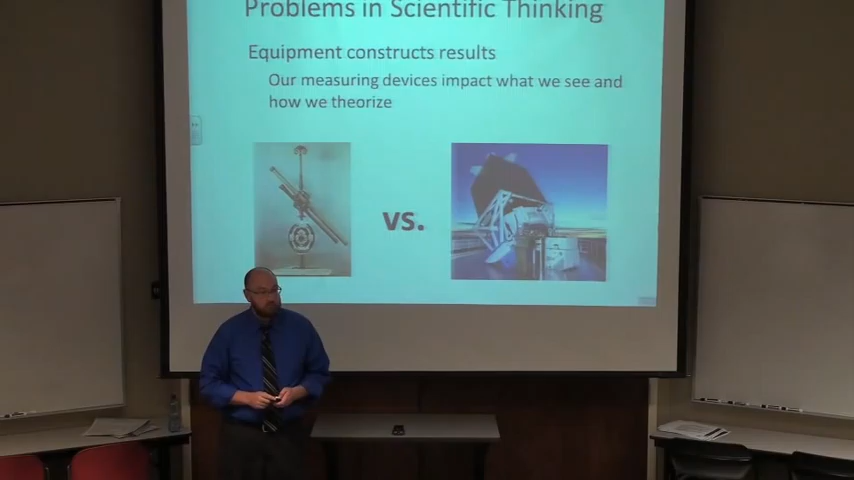 Problems in Scientific Thinking
Equipment constructs results
Our measuring devices impact what we see and
how we theorize
vs.